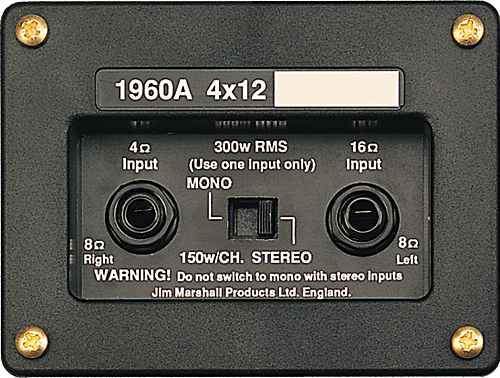 1960A 4x12
4Ω 300w RMS 16Ω
Input (Use one input only) Input
MONO
8Ω 8Ω
Right 150w/CH. STEREO Left
WARNING! Do not switch to mono with stereo inputs
Jim Marshall Products Ltd. England.